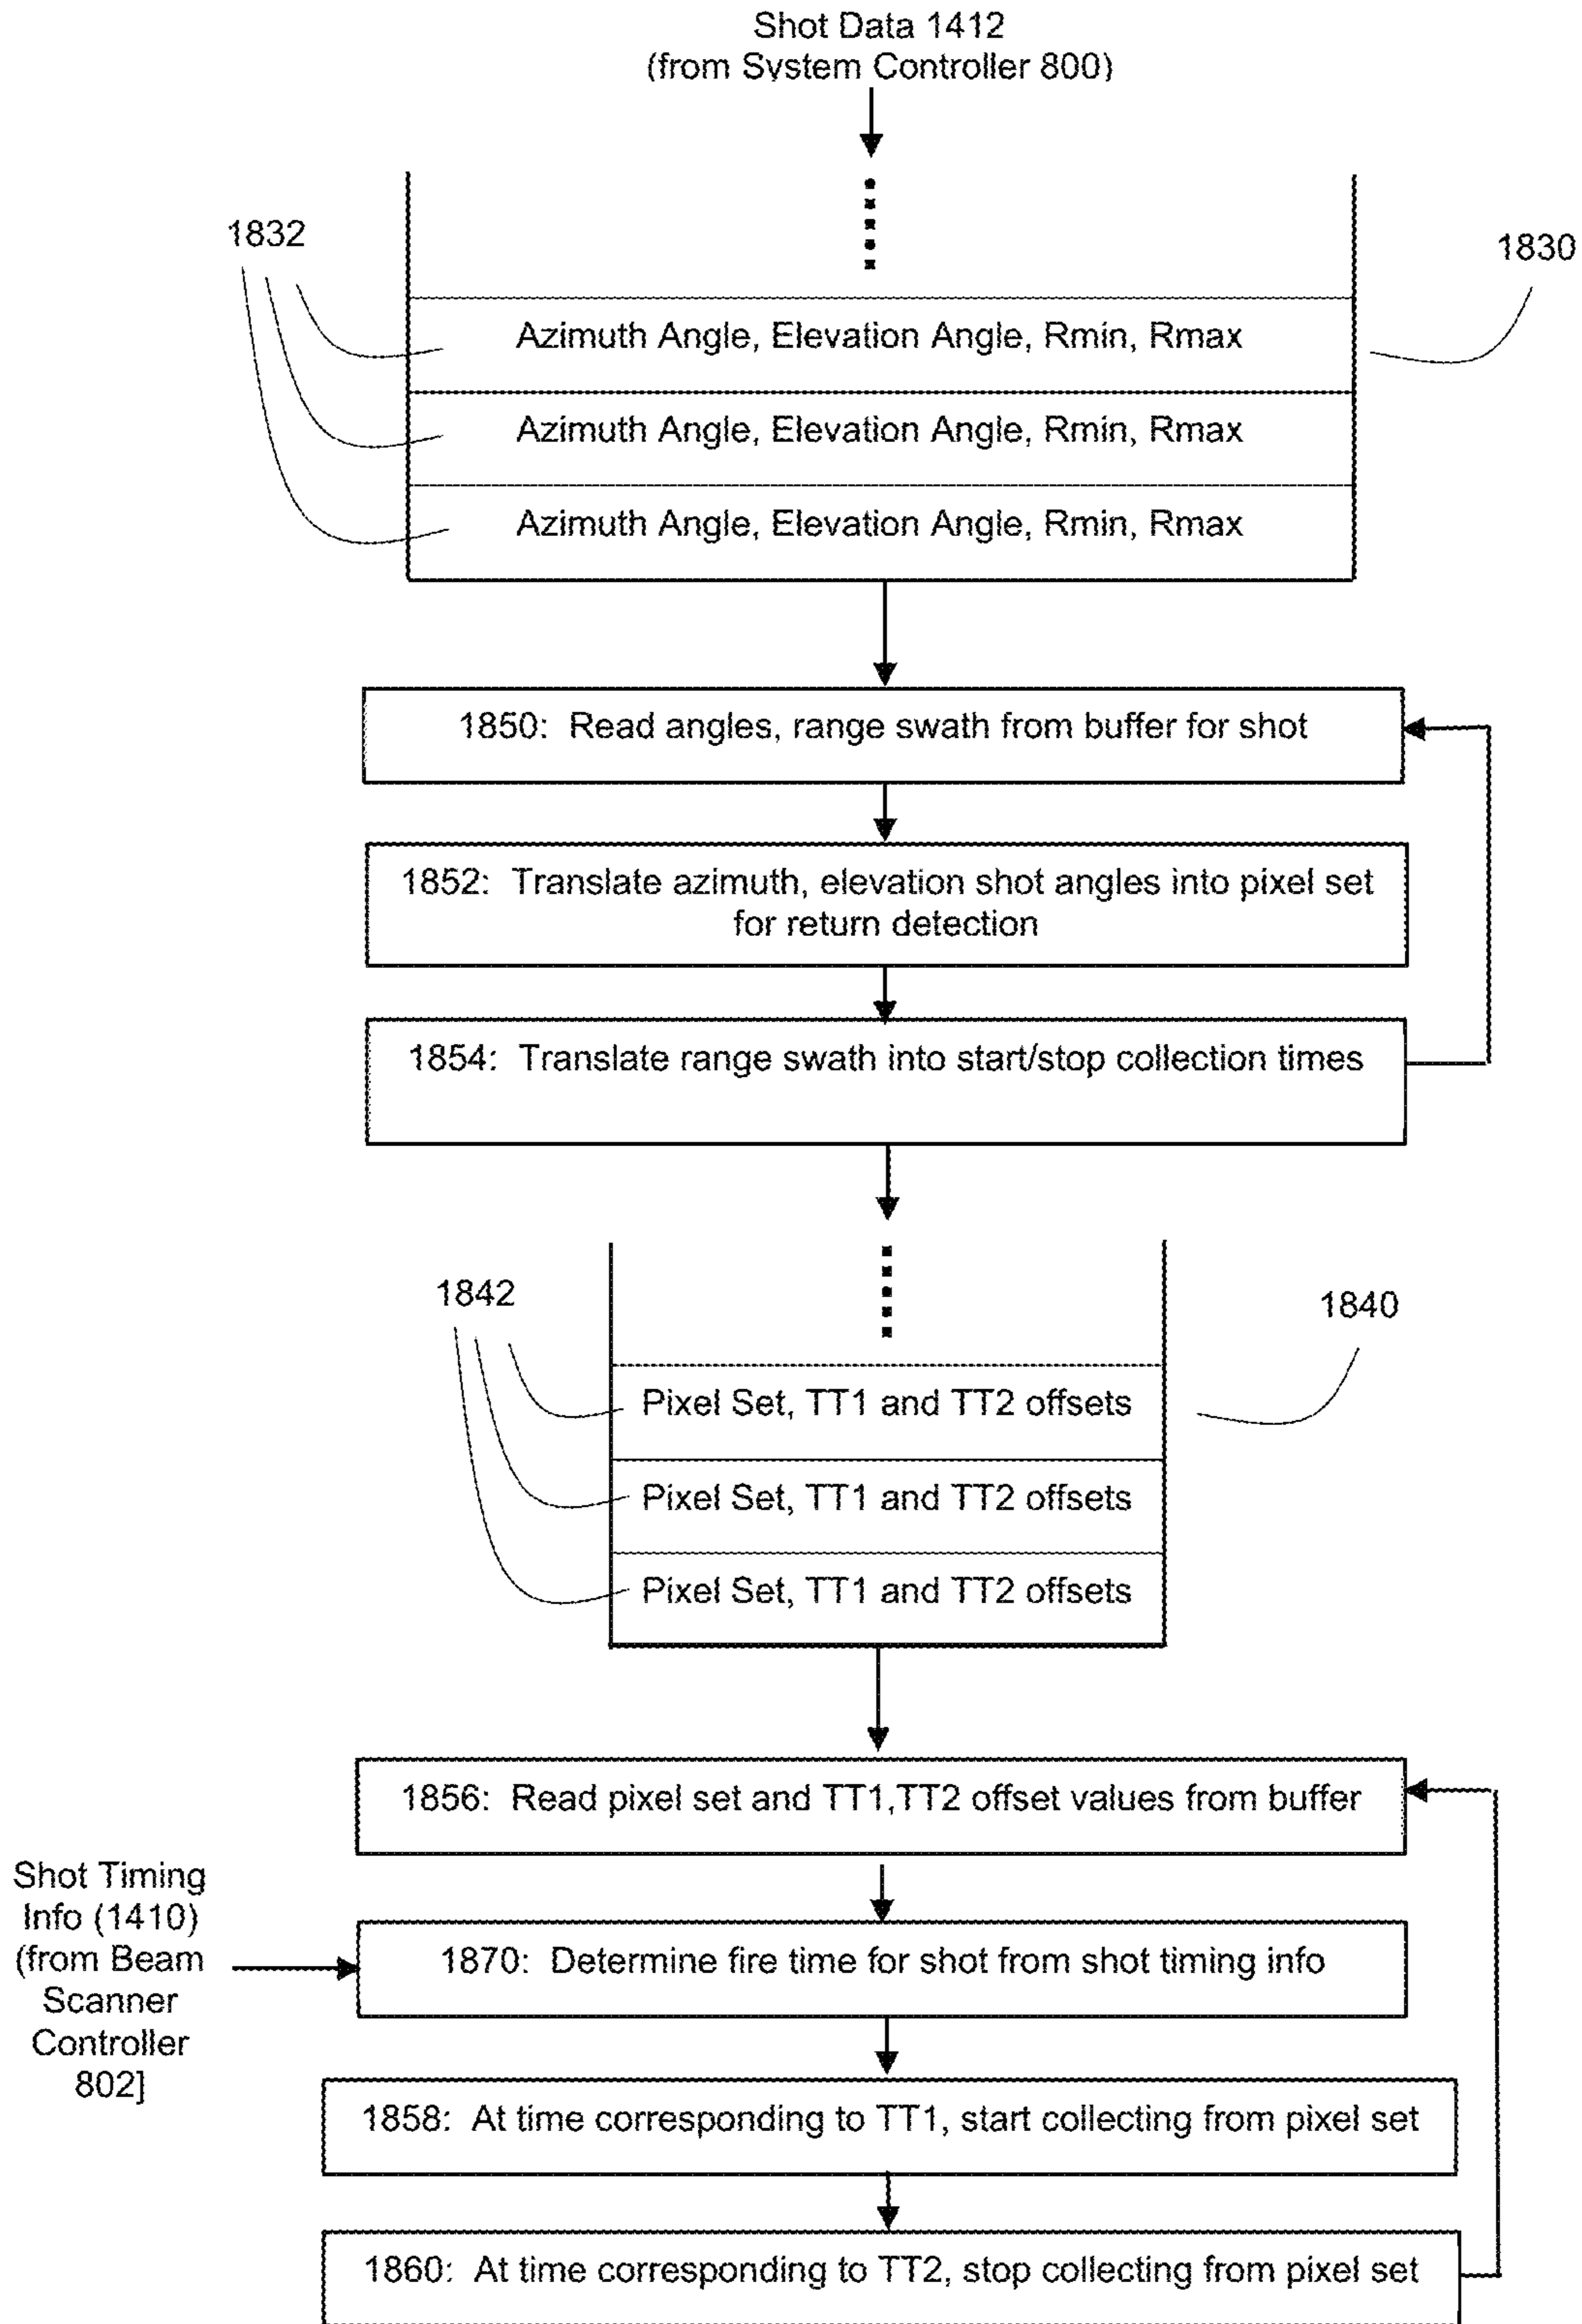 Shot Data 1412
(from System Controller 800)
1832
1830
Azimuth Angle, Elevation Angle, Rmin, Rmax
Azimuth Angle, Elevation Angle, Rmin, Rmax
Azimuth Angle, Elevation Angle, Rmin, Rmax
1850: Read angles, range swath from buffer for shot
1852: Translate azimuth, elevation shot angles into pixel set
for return detection
1854: Translate range swath into start/stop collection times
1842
1840
Pixel Set, TT1 and TT2 offsets
Pixel Set, TT1 and TT2 offsets
Pixel Set, TT1 and TT2 offsets
1856: Read pixel set and TT1,TT2 offset values from buffer
Shot Timing
Info (1410)
(from Beam
Scanner
Controller
802]
1870: Determine fire time for shot from shot timing info
1858: At time corresponding to TT1, start collecting from pixel set
1860: At time corresponding to TT2, stop collecting from pixel set